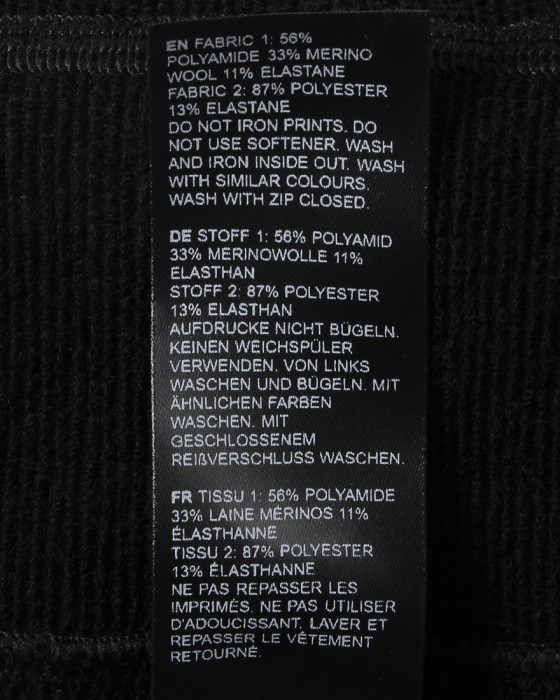 EN FABRIC 1: 56%
POLYAMIDE 33% MERINO
WOOL 11% ELASTANE
FABRIC 2: 87% POLYESTER
13% ELASTANE
DO NOT IRON PRINTS. DO
NOT USE SOFTENER. WASH
AND IRON INSIDE OUT. WASH
WITH SIMILAR COLOURS.
WASH WITH ZIP CLOSED.
DE STOFF 1: 56% POLYAMID
33% MERINOWOLLE 11%
ELASTHAN
STOFF 2: 87% POLYESTER
13% ELASTHAN
AUFDRUCKE NICHT BÜGELN.
KEINEN WEICHSPÜLER
VERWENDEN. VON LINKS
WASCHEN UND BÜGELN. MIT
ÄHNLICHEN FARBEN
WASCHEN. MIT
GESCHLOSSENEM
REIßVERSCHLUSS WASCHEN.
FR TISSU 1: 56% POLYAMIDE
33% LAINE MÉRINOS 11%
ÉLASTHANNE
TISSU 2: 87% POLYESTER
13% ÉLASTHANNE
NE PAS REPASSER LES
IMPRIMÉS. NE PAS UTILISER
D'ADOUCISSANT. LAVER ET
REPASSER LE VÊTEMENT
RETOURNÉ.